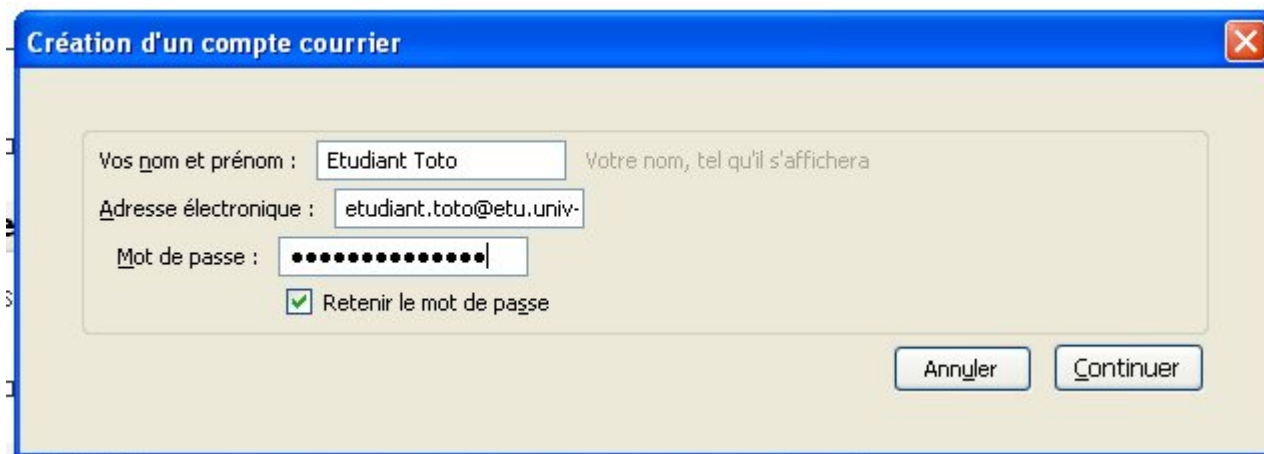 Création d'un compte courrier
Vos nom et prénom : Etudiant Toto Votre nom, tel qu'il s'affichera
Adresse électronique : etudiant.toto@etu.univ-
Mot de passe : ••••••••••••••
Retenir le mot de passe
Annuler Continuer